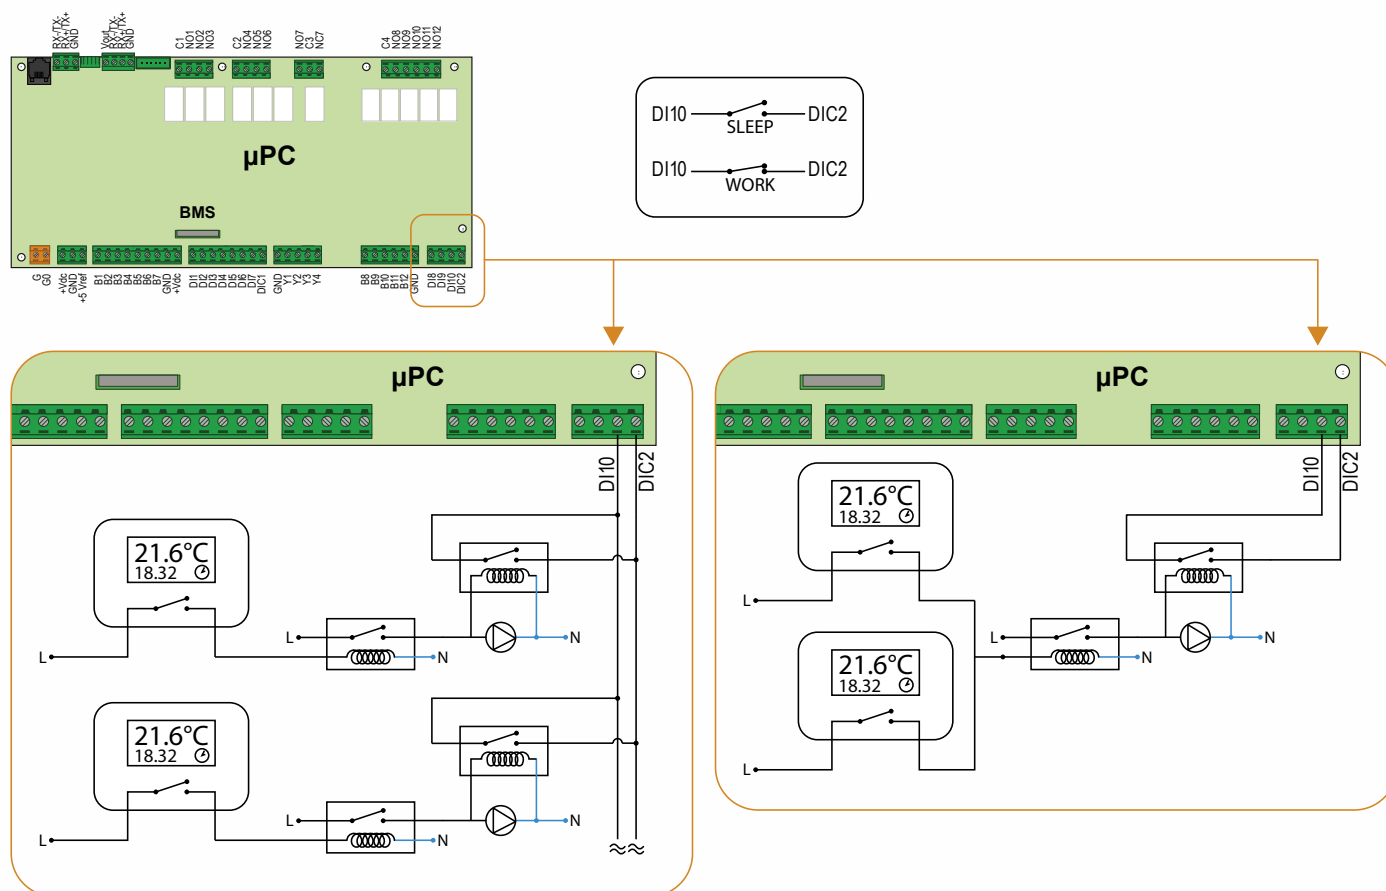 RX-/TX-
RX+/TX+
GND
Vout
RX-/TX-
RX+/TX+
GND
C1
NO1
NO2
NO3
C2
NO4
NO5
NO6
NO7
C3
NC7
C4
NO8
NO9
NO10
NO11
NO12
µPC
BMS
G
G0
+Vdc
GND
+5 Vref
B1
B2
B3
B4
B5
B6
B7
GND
+Vdc
DI1
DI2
DI3
DI4
DI5
DI6
DI7
DIC1
GND
Y1
Y2
Y3
Y4
B8
B9
B10
B11
B12
GND
DI8
DI9
DI10
DIC2
DI10 DIC2
SLEEP
DI10 DIC2
WORK
µPC
DI10
DIC2
21.6°C
18.32
L
L
N
N
21.6°C
18.32
L
L
N
N
µPC
DI10
DIC2
21.6°C
18.32
L
21.6°C
18.32
L
L
N
N